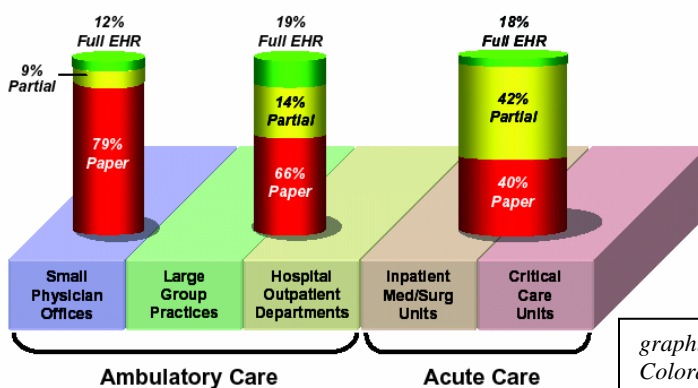 12%
Full EHR
9%
Partial
79%
Paper
19%
Full EHR
14%
Partial
66%
Paper
18%
Full EHR
42%
Partial
40%
Paper
Small
Physician
Offices
Large
Group
Practices
Hospital
Outpatient
Departments
Inpatient
Med/Surg
Units
Critical
Care
Units
Ambulatory Care
Acute Care